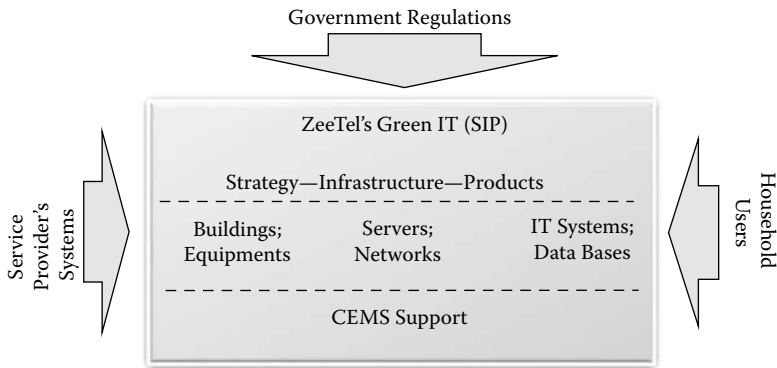 Government Regulations
ZeeTel's Green IT (SIP)
Strategy—Infrastructure—Products
Service
Provider's
Systems
Buildings;
Equipments
Servers;
Networks
IT Systems;
Data Bases
Household
Users
CEMS Support